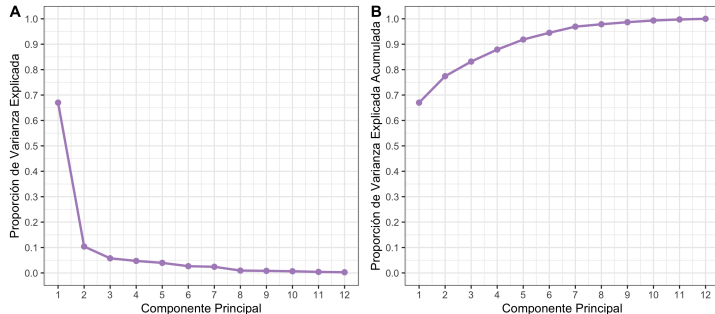 A
Proporción de Varianza Explicada
1.0
0.9
0.8
0.7
0.6
0.5
0.4
0.3
0.2
0.1
0.0
1 2 3 4 5 6 7 8 9 10 11 12
Componente Principal
B
Proporción de Varianza Explicada Acumulada
1.0
0.9
0.8
0.7
0.6
0.5
0.4
0.3
0.2
0.1
0.0
1 2 3 4 5 6 7 8 9 10 11 12
Componente Principal